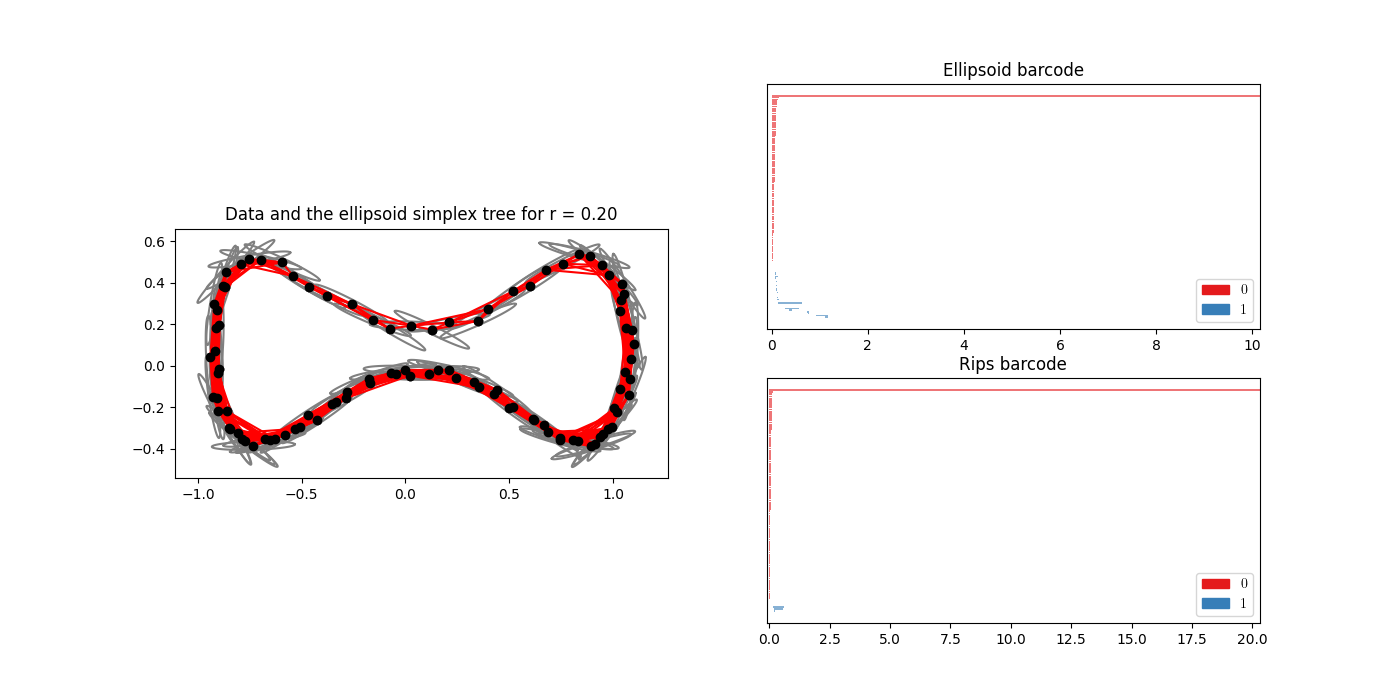 Data and the ellipsoid simplex tree for r = 0.20
0.6
0.4
0.2
0.0
−0.2
−0.4
−1.0 −0.5 0.0 0.5 1.0
Ellipsoid barcode
0
1
0 2 4 6 8 10
Rips barcode
0
1
0.0 2.5 5.0 7.5 10.0 12.5 15.0 17.5 20.0